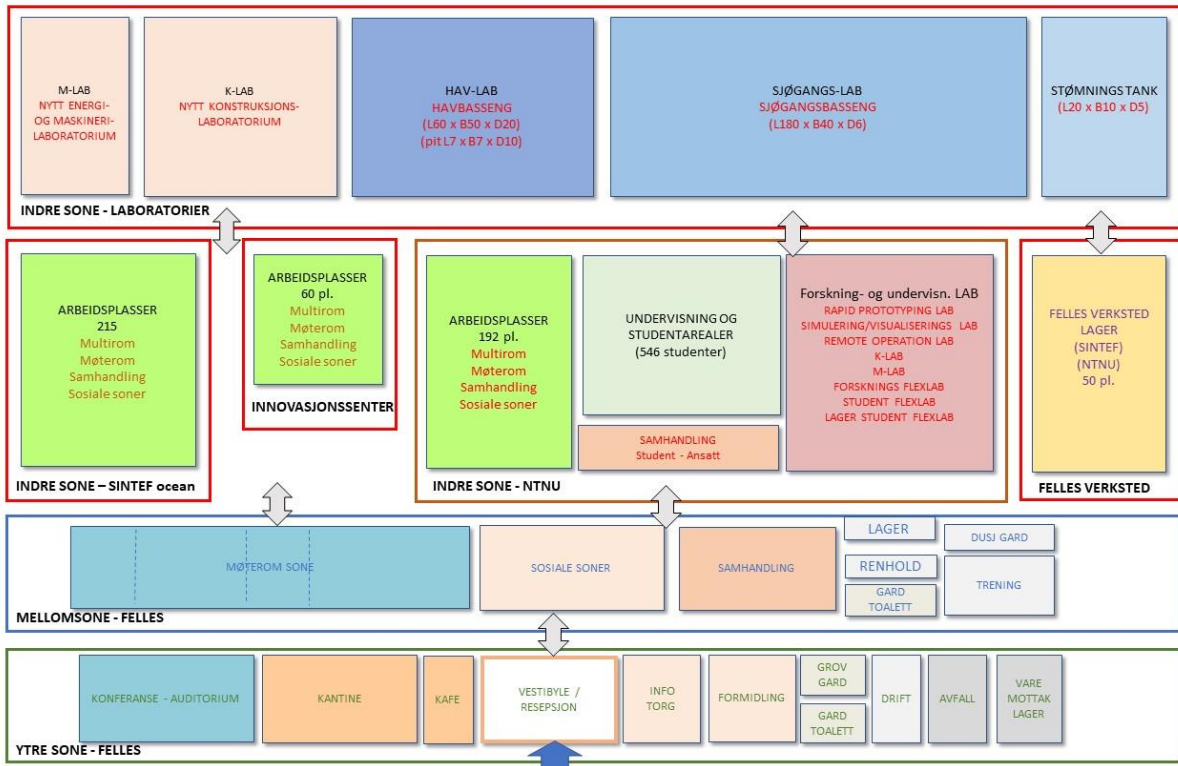 M-LAB
NYTT ENERGI-
OG MASKINERI-
LABORATORIUM
K-LAB
NYTT KONSTRUKSJONS-
LABORATORIUM
HAV-LAB
HAVBASSENG
(L60 x B50 x D20)
(pit L7 x B7 x D10)
SJØGANGS-LAB
SJØGANGSBASSENG
(L180 x B40 x D6)
STØMNINGS TANK
(L20 x B10 x D5)
INDRE SONE - LABORATORIER
ARBEIDSPLASSER
215
Multirom
Møterom
Samhandling
Sosiale soner
INDRE SONE – SINTEF ocean
ARBEIDSPLASSER
60 pl.
Multirom
Møterom
Samhandling
Sosiale soner
INNOVASJONSSENTER
ARBEIDSPLASSER
192 pl.
Multirom
Møterom
Samhandling
Sosiale soner
UNDERVISNING OG
STUDENTAREALER
(546 studenter)
SAMHANDLING
Student - Ansatt
Forskning- og undervisn. LAB
RAPID PROTOTYPING LAB
SIMULERING/VISUALISERINGS LAB
REMOTE OPERATION LAB
K-LAB
M-LAB
FORSKNINGS FLEXLAB
STUDENT FLEXLAB
LAGER STUDENT FLEXLAB
INDRE SONE - NTNU
FELLES VERKSTED
LAGER
(SINTEF)
(NTNU)
50 pl.
FELLES VERKSTED
MØTEROM SONE
SOSIALE SONER
SAMHANDLING
LAGER
RENHOLD
GARD
TOALETT
DUSJ GARD
TRENING
MELLOMSONE - FELLES
KONFERANSE - AUDITORIUM
KANTINE
KAFE
VESTIBYLE /
RESEPSJON
INFO
TORG
FORMIDLING
GROV
GARD
GARD
TOALETT
DRIFT
AVFALL
VARE
MOTTAK
LAGER
YTRE SONE - FELLES